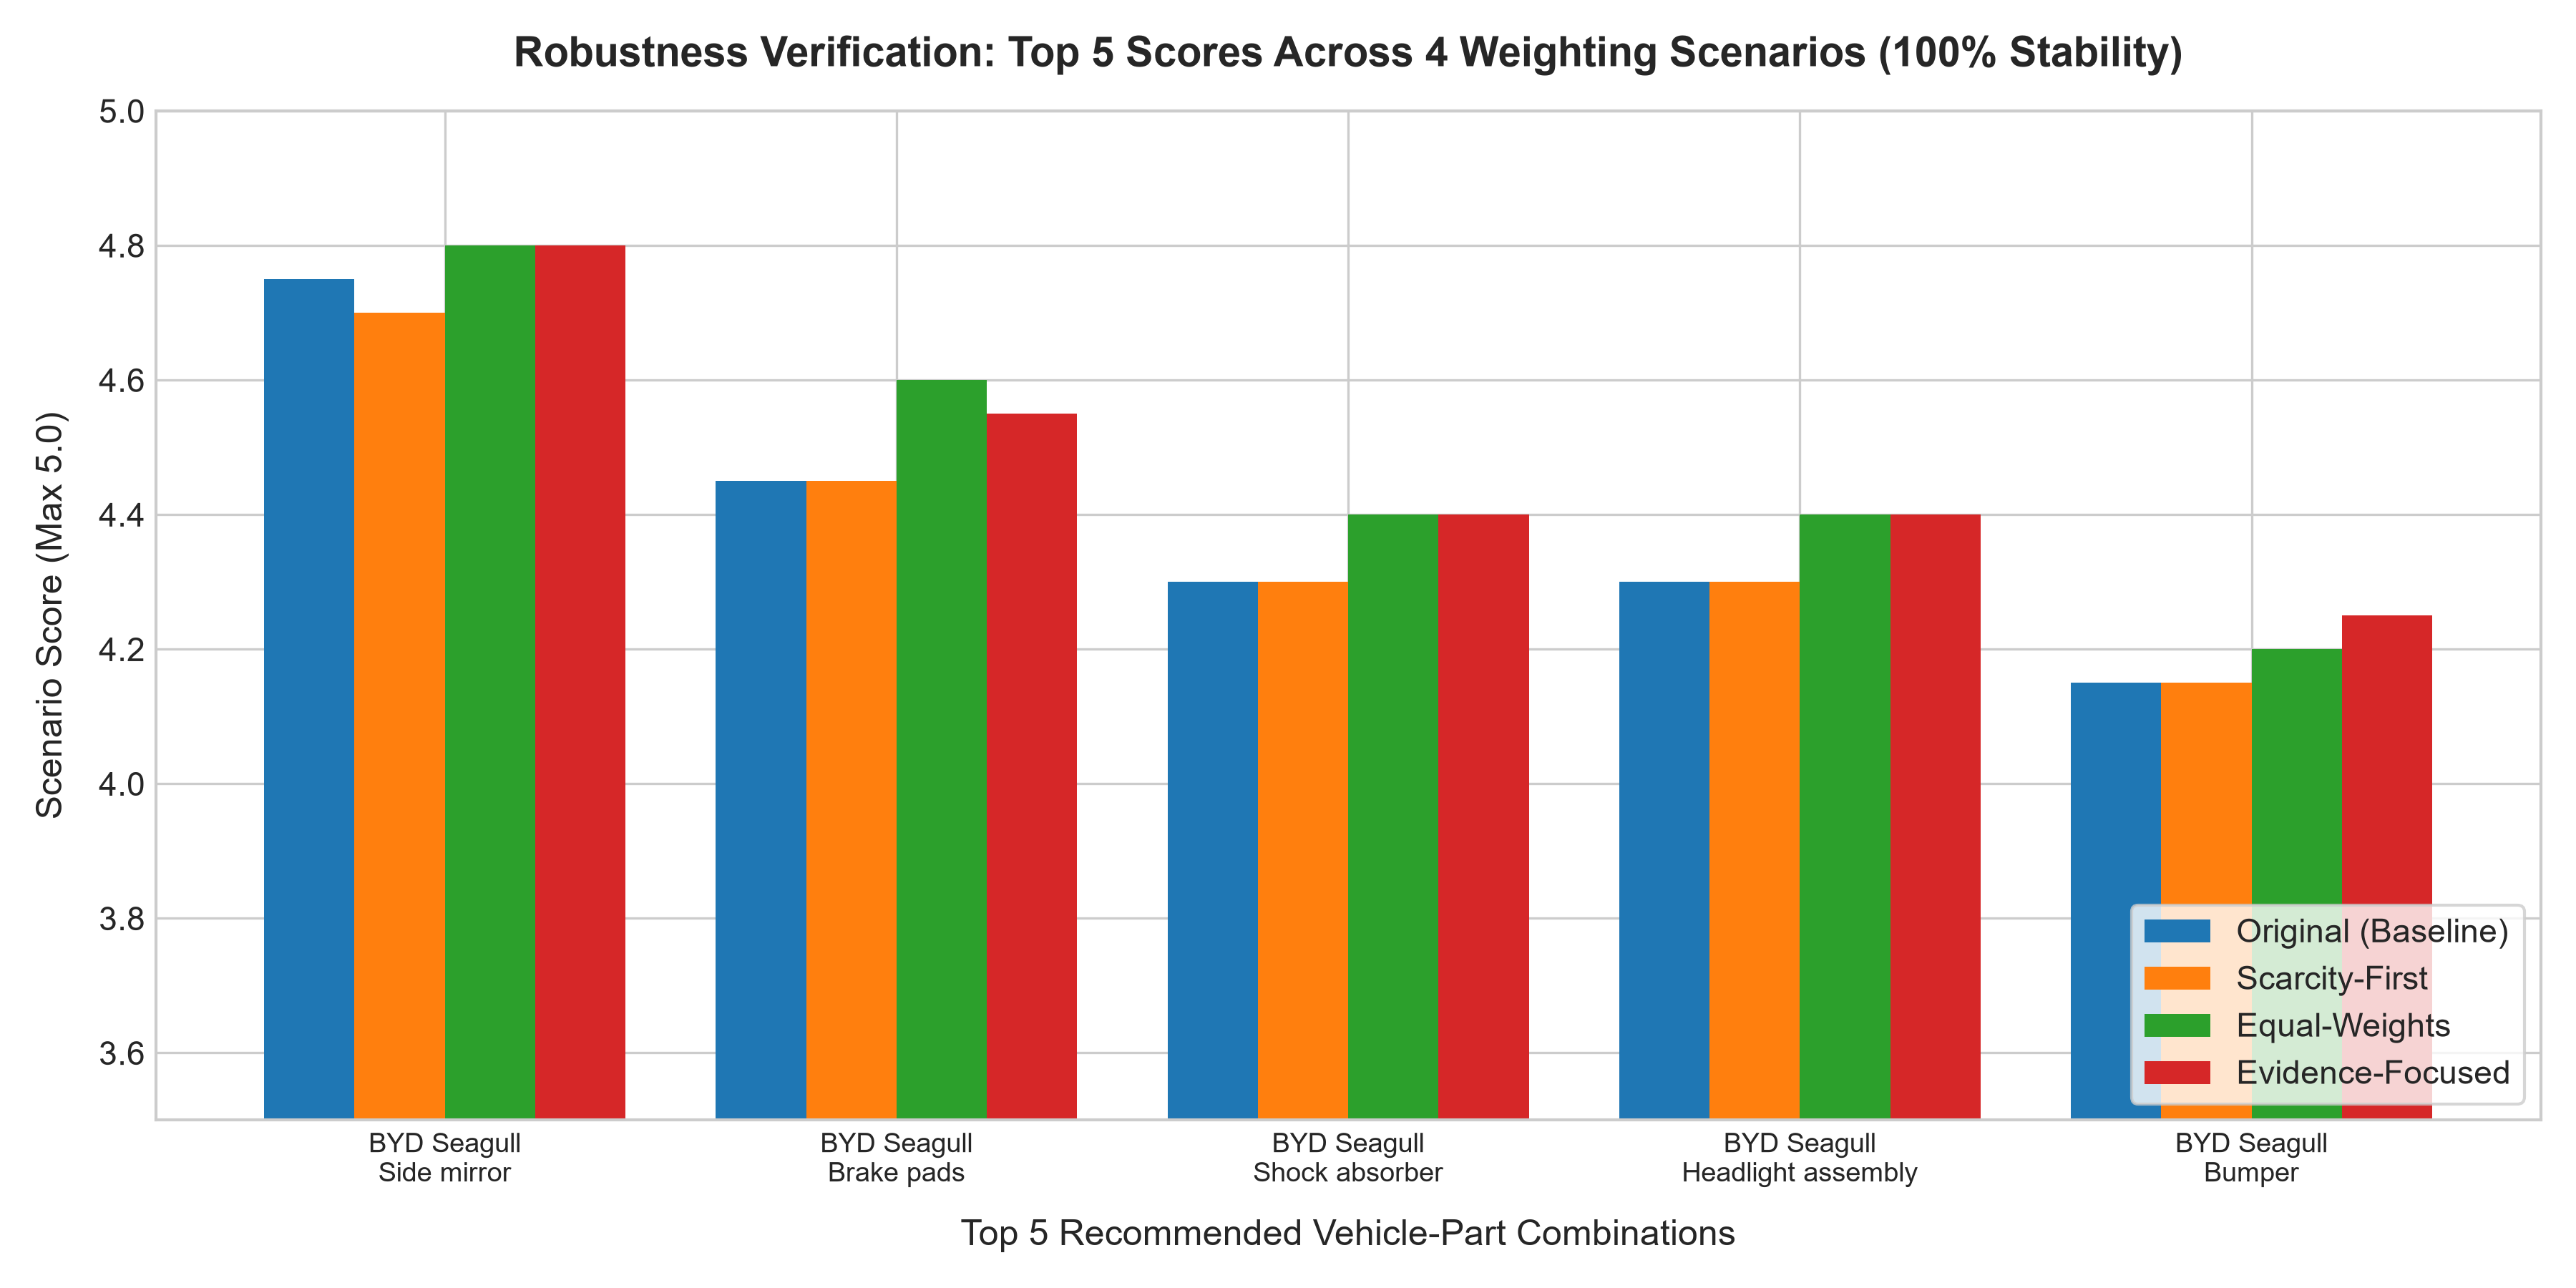 Robustness Verification: Top 5 Scores Across 4 Weighting Scenarios (100% Stability)
Scenario Score (Max 5.0)
5.0
4.8
4.6
4.4
4.2
4.0
3.8
3.6
Original (Baseline)
Scarcity-First
Equal-Weights
Evidence-Focused
BYD Seagull
Side mirror
BYD Seagull
Brake pads
BYD Seagull
Shock absorber
BYD Seagull
Headlight assembly
BYD Seagull
Bumper
Top 5 Recommended Vehicle-Part Combinations